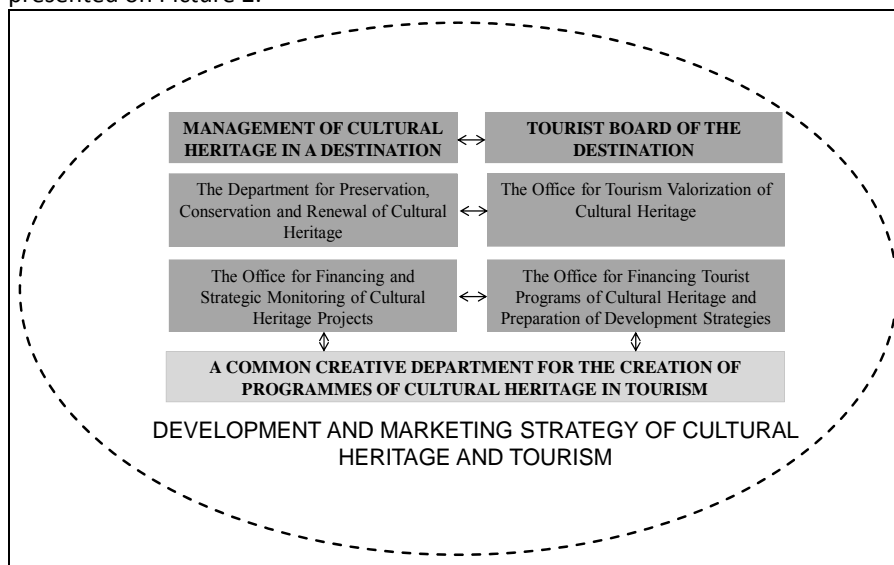 presented on Picture 2.
MANAGEMENT OF CULTURAL
HERITAGE IN A DESTINATION
TOURIST BOARD OF THE
DESTINATION
The Department for Preservation,
Conservation and Renewal of Cultural
Heritage
The Office for Tourism Valorization of
Cultural Heritage
The Office for Financing and
Strategic Monitoring of Cultural
Heritage Projects
The Office for Financing Tourist
Programs of Cultural Heritage and
Preparation of Development Strategies
A COMMON CREATIVE DEPARTMENT FOR THE CREATION OF
PROGRAMMES OF CULTURAL HERITAGE IN TOURISM
DEVELOPMENT AND MARKETING STRATEGY OF CULTURAL
HERITAGE AND TOURISM